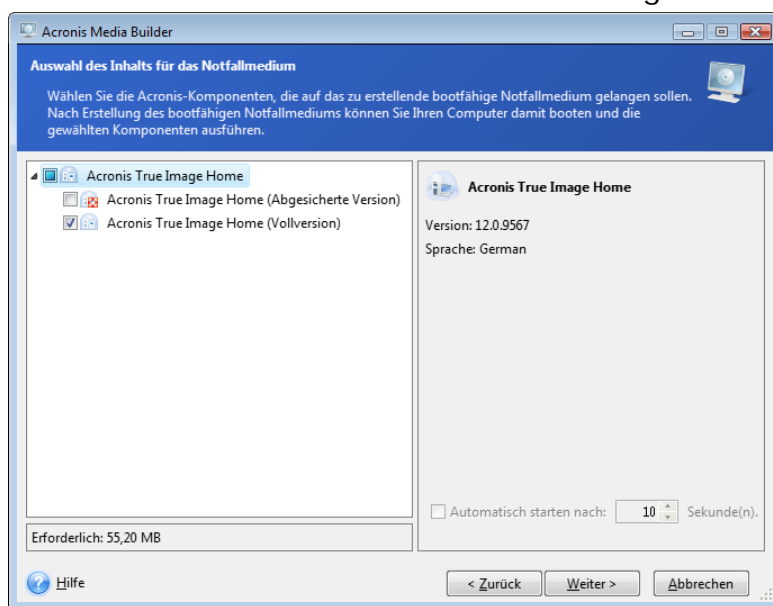 Acronis Media Builder
Auswahl des Inhalts für das Notfallmedium
Wählen Sie die Acronis-Komponenten, die auf das zu erstellende bootfähige Notfallmedium gelangen sollen.
Nach Erstellung des bootfähigen Notfallmediums können Sie Ihren Computer damit booten und die
gewählten Komponenten ausführen.
Acronis True Image Home
Acronis True Image Home (Abgesicherte Version)
Acronis True Image Home (Vollversion)
Erforderlich: 55,20 MB
Acronis True Image Home
Version: 12.0.9567
Sprache: German
Automatisch starten nach: 10 Sekunde(n).
Hilfe
< Zurück
Weiter >
Abbrechen